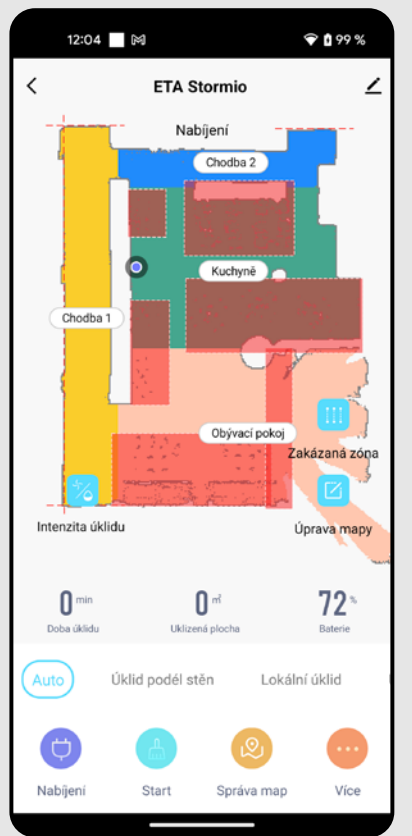 12:04
99 %
ETA Stormio
Nabíjení
Chodba 2
Kuchyně
Chodba 1
Obývací pokoj
Zakázaná zóna
Intenzita úklidu
Úprava mapy
0 min
0 ㎡
72 %
Doba úklidu
Uklizená plocha
Baterie
Auto
Úklid podél stěn
Lokální úklid
Nabíjení
Start
Správa map
Více